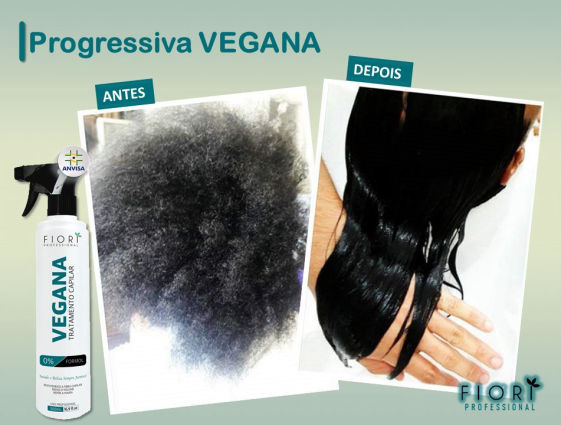 Progressiva VEGANA
ANTES
DEPOIS
ANVISA
FIORI
PROFESSIONAL
VEGANA
TRATAMENTO CAPILAR
0% FORMOL
FIORI
PROFESSIONAL